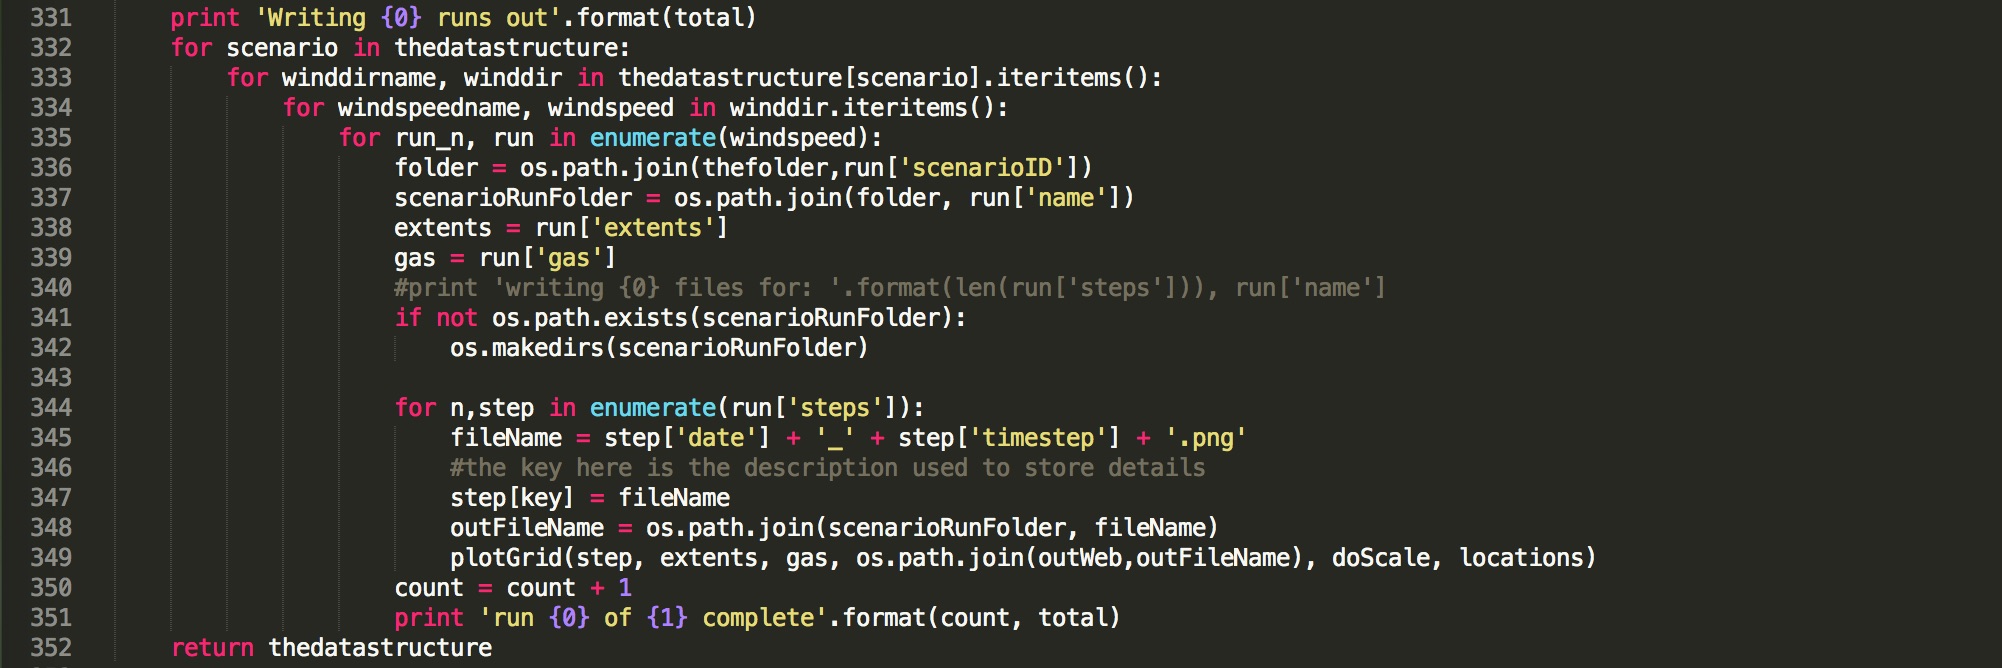 331 print 'Writing {0} runs out'.format(total)
332 for scenario in thedatastructure:
333 for winddirname, winddir in thedatastructure[scenario].iteritems():
334 for windspeedname, windspeed in winddir.iteritems():
335 for run_n, run in enumerate(windspeed):
336 folder = os.path.join(thefolder,run['scenarioID'])
337 scenarioRunFolder = os.path.join(folder, run['name'])
338 extents = run['extents']
339 gas = run['gas']
340 #print 'writing {0} files for: '.format(len(run['steps'])), run['name']
341 if not os.path.exists(scenarioRunFolder):
342 os.makedirs(scenarioRunFolder)
343
344 for n,step in enumerate(run['steps']):
345 fileName = step['date'] + '_' + step['timestep'] + '.png'
346 #the key here is the description used to store details
347 step[key] = fileName
348 outFileName = os.path.join(scenarioRunFolder, fileName)
349 plotGrid(step, extents, gas, os.path.join(outWeb,outFileName), doScale, locations)
350 count = count + 1
351 print 'run {0} of {1} complete'.format(count, total)
352 return thedatastructure